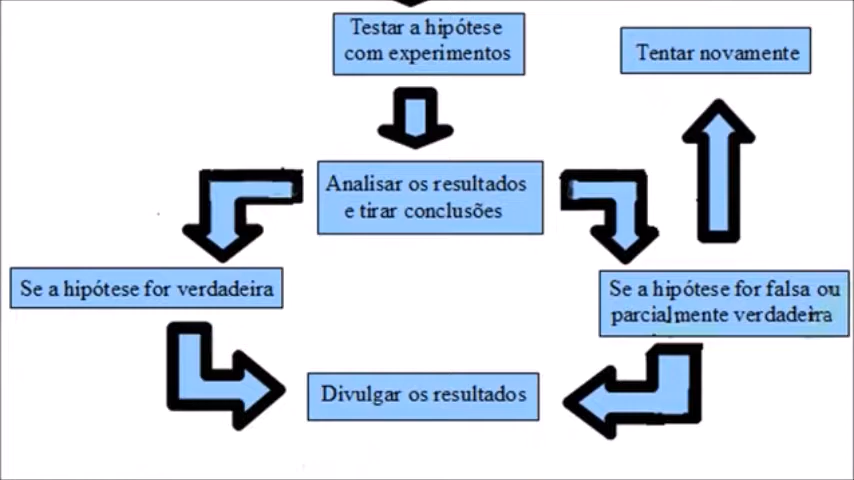 Testar a hipótese
com experimentos
Tentar novamente
Analisar os resultados
e tirar conclusões
Se a hipótese for verdadeira
Se a hipótese for falsa ou
parcialmente verdadeira
Divulgar os resultados